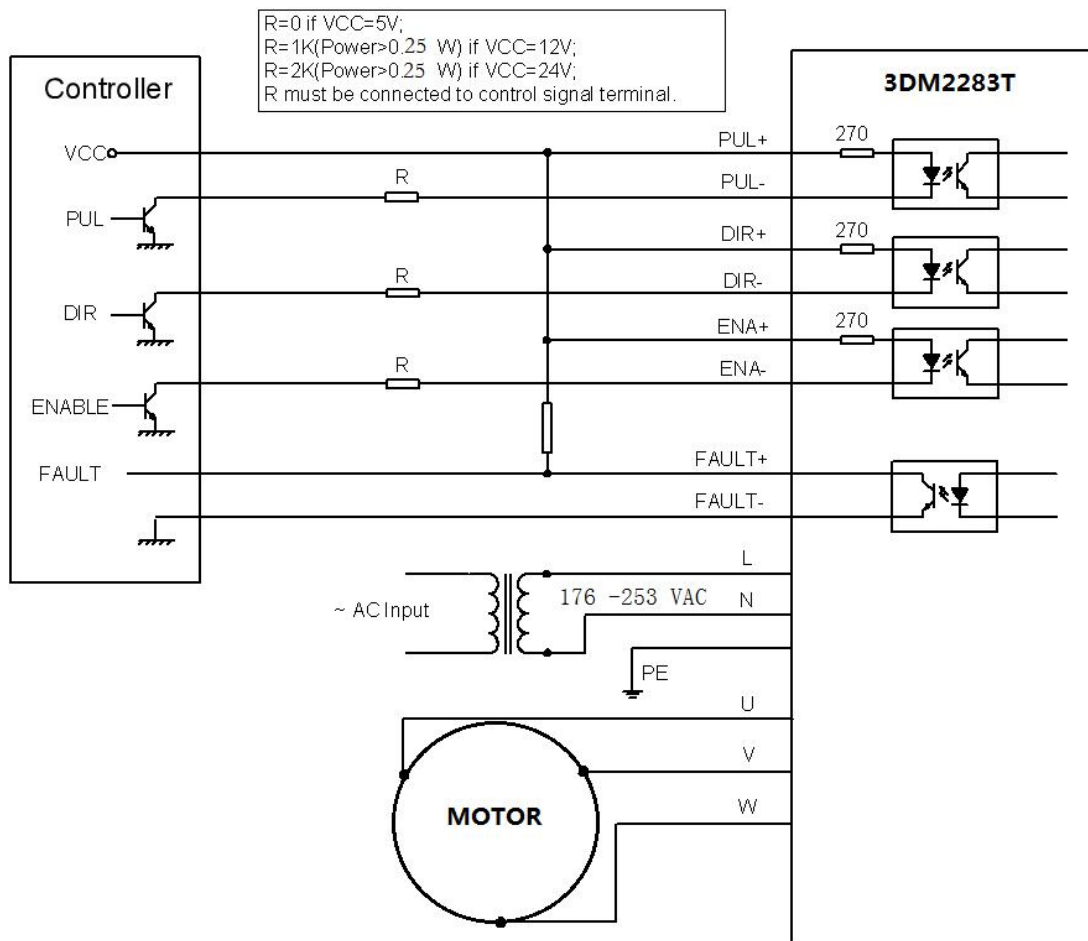 R=0 if VCC=5V;
R=1K(Power>0.25 W) if VCC=12V;
R=2K(Power>0.25 W) if VCC=24V;
R must be connected to control signal terminal.
Controller
3DM2283T
VCC
PUL+
270
R
PUL-
PUL
DIR+
270
R
DIR-
DIR
ENA+
270
R
ENA-
ENABLE
FAULT
FAULT+
FAULT-
L
~ AC Input
176 -253 VAC
N
PE
U
V
W
MOTOR